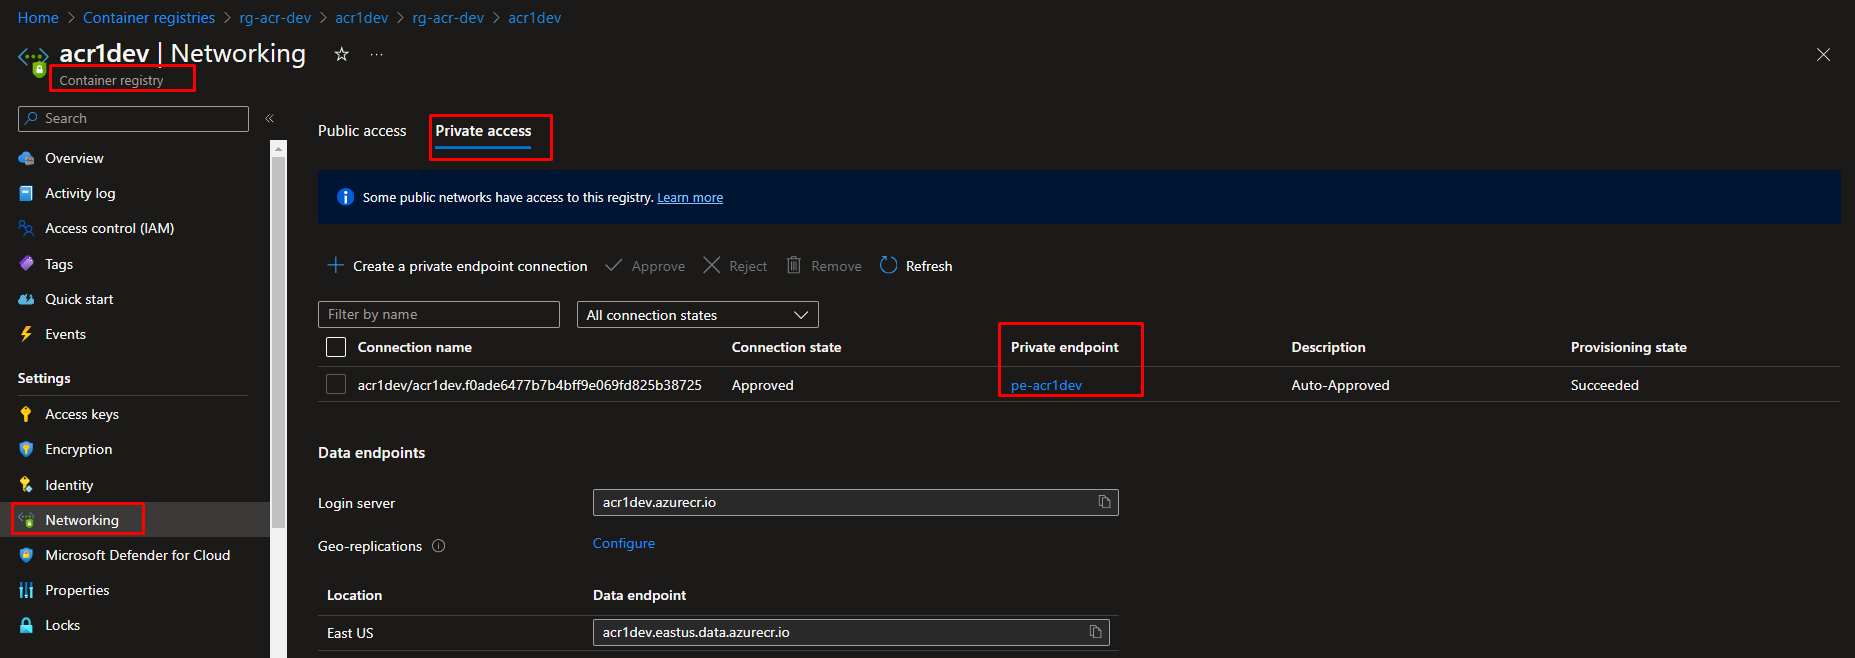 Home > Container registries > rg-acr-dev > acr1dev > rg-acr-dev > acr1dev
acr1dev | Networking
Container registry
Search
Overview
Activity log
Access control (IAM)
Tags
Quick start
Events
Settings
Access keys
Encryption
Identity
Networking
Microsoft Defender for Cloud
Properties
Locks
Public access Private access
Some public networks have access to this registry. Learn more
Create a private endpoint connection Approve Reject Remove Refresh
Filter by name All connection states
Connection name Connection state Private endpoint Description Provisioning state
acr1dev/acr1dev.f0ade6477b7b4bff9e069fd825b38725 Approved pe-acr1dev Auto-Approved Succeeded
Data endpoints
Login server acr1dev.azurecr.io
Geo-replications Configure
Location Data endpoint
East US acr1dev.eastus.data.azurecr.io